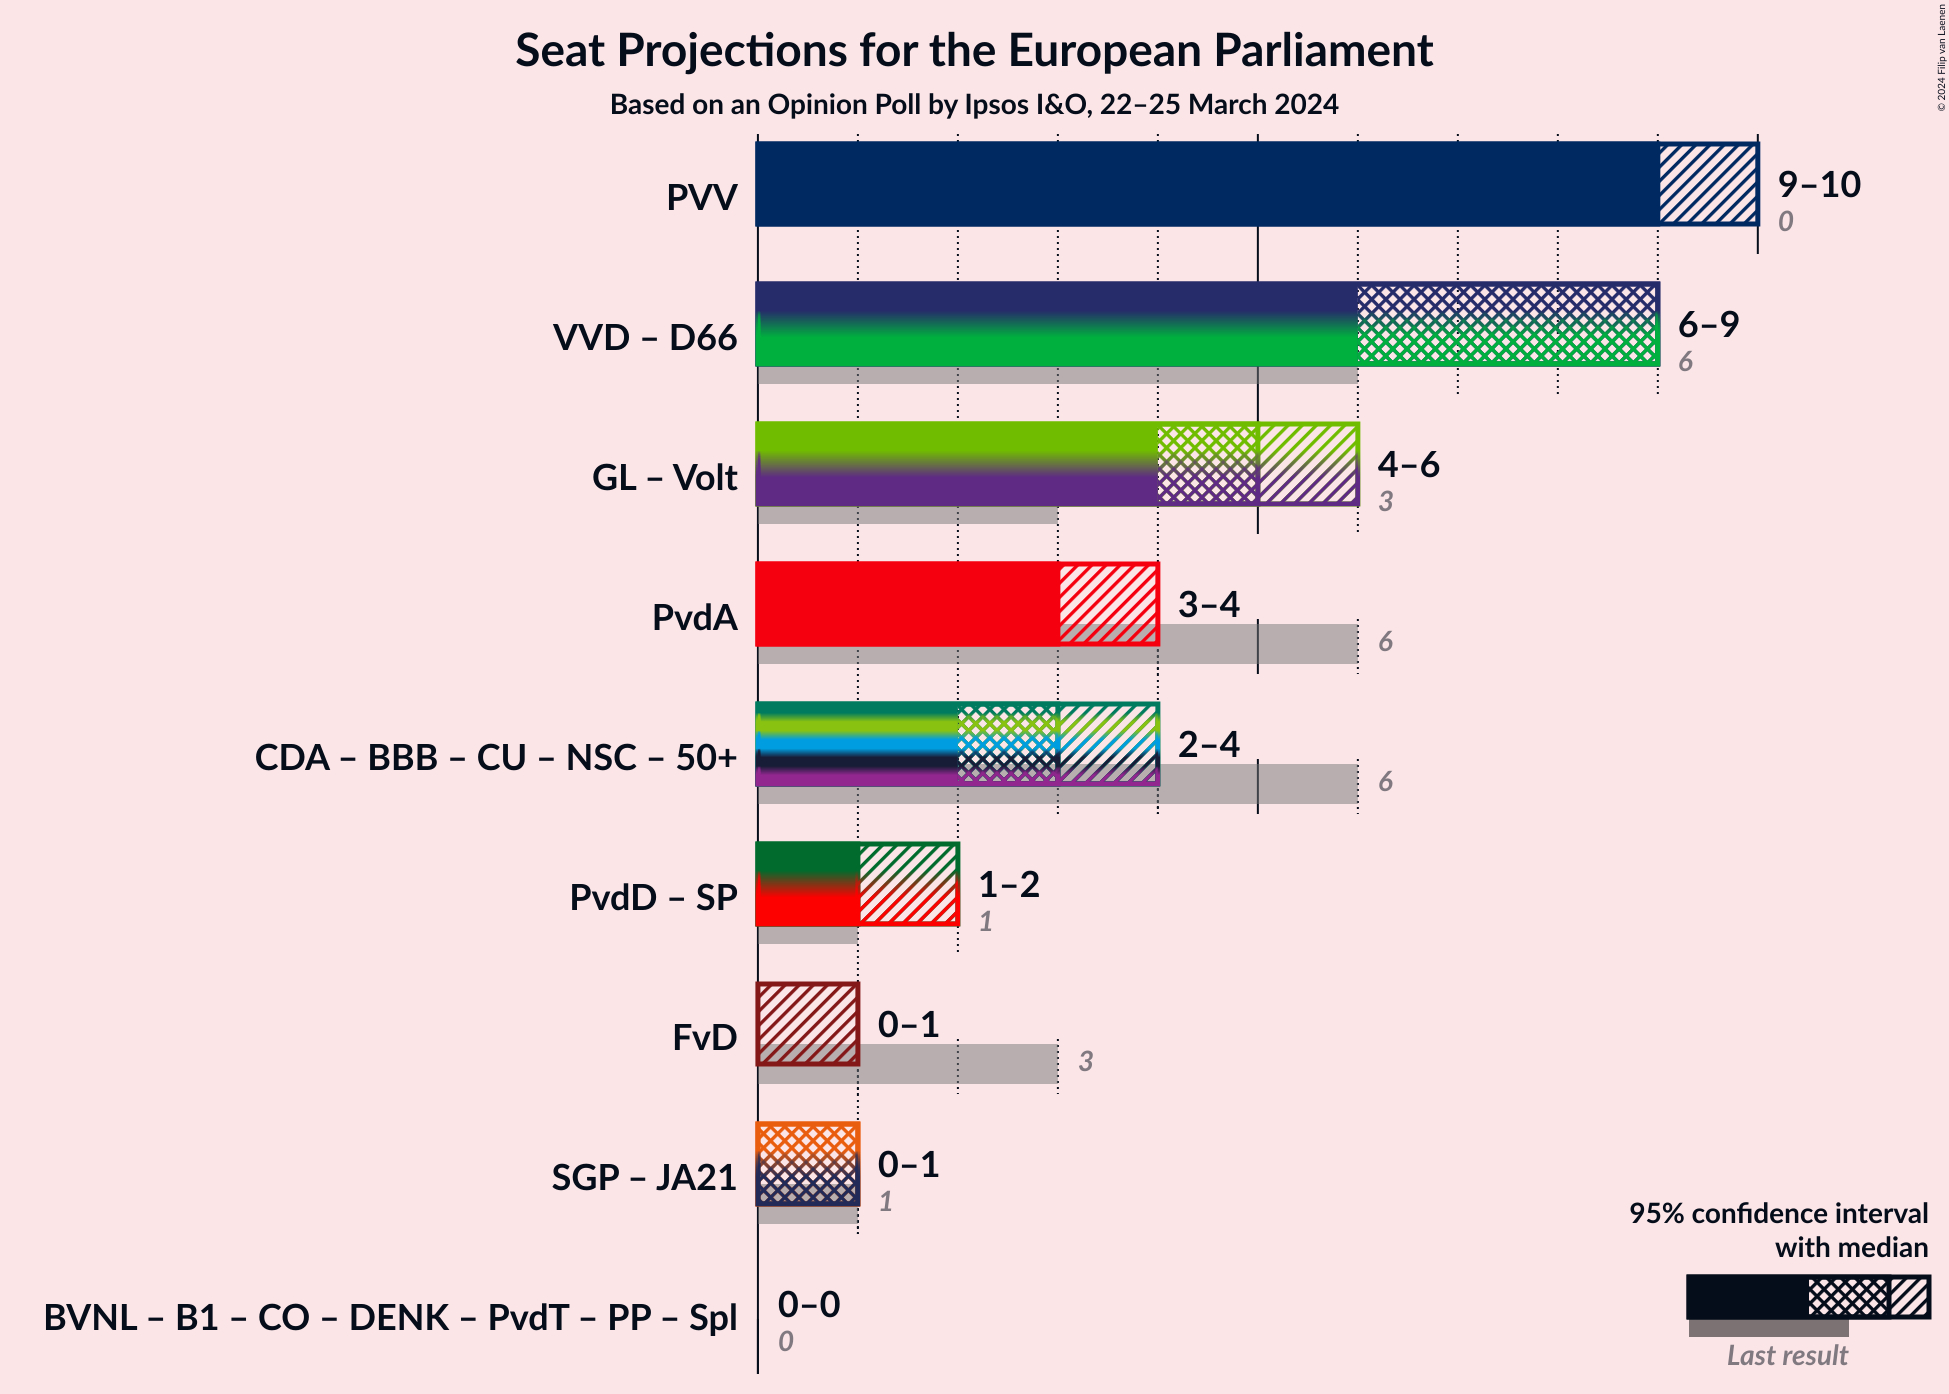 Seat Projections for the European Parliament
Based on an Opinion Poll by Ipsos I&O, 22–25 March 2024
© 2024 Filip van Laenen
PVV
9–10
0
VVD – D66
6–9
6
GL – Volt
4–6
3
PvdA
3–4
6
CDA – BBB – CU – NSC – 50+
2–4
6
PvdD – SP
1–2
1
FvD
0–1
3
SGP – JA21
0–1
1
BVNL – B1 – CO – DENK – PvdT – PP – Spl
0–0
0
95% confidence interval
with median
Last result